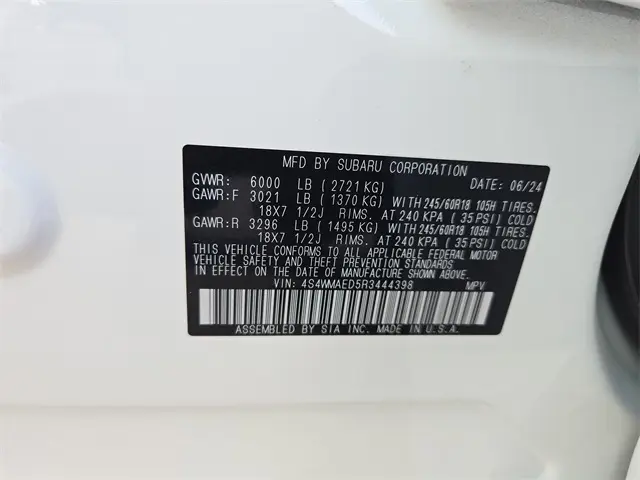 MFD BY SUBARU CORPORATION
GVWR: 6000 LB ( 2721 KG) DATE: 06/24
GAWR:F 3021 LB ( 1370 KG) WITH 245/60R18 105H TIRES.
18X7 1/2J RIMS. AT 240 KPA ( 35 PSI) COLD
GAWR:R 3296 LB ( 1495 KG) WITH 245/60R18 105H TIRES.
18X7 1/2J RIMS. AT 240 KPA ( 35 PSI) COLD
THIS VEHICLE CONFORMS TO ALL APPLICABLE FEDERAL MOTOR
VEHICLE SAFETY AND THEFT PREVENTION STANDARDS IN EFFECT
ON THE DATE OF MANUFACTURE SHOWN ABOVE.
VIN: 4S4WMAED5R3444398 MPV
ASSEMBLED BY SIA INC. MADE IN U.S.A.